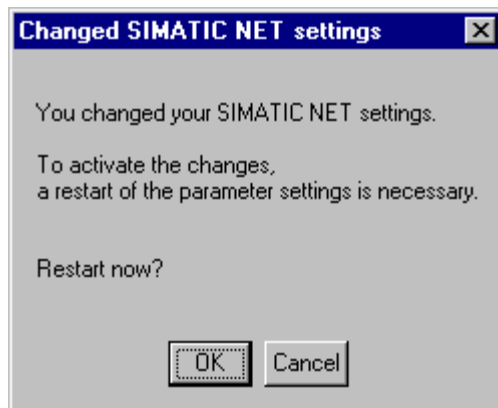 Changed SIMATIC NET settings
You changed your SIMATIC NET settings.
To activate the changes,
a restart of the parameter settings is necessary.
Restart now?
OK Cancel